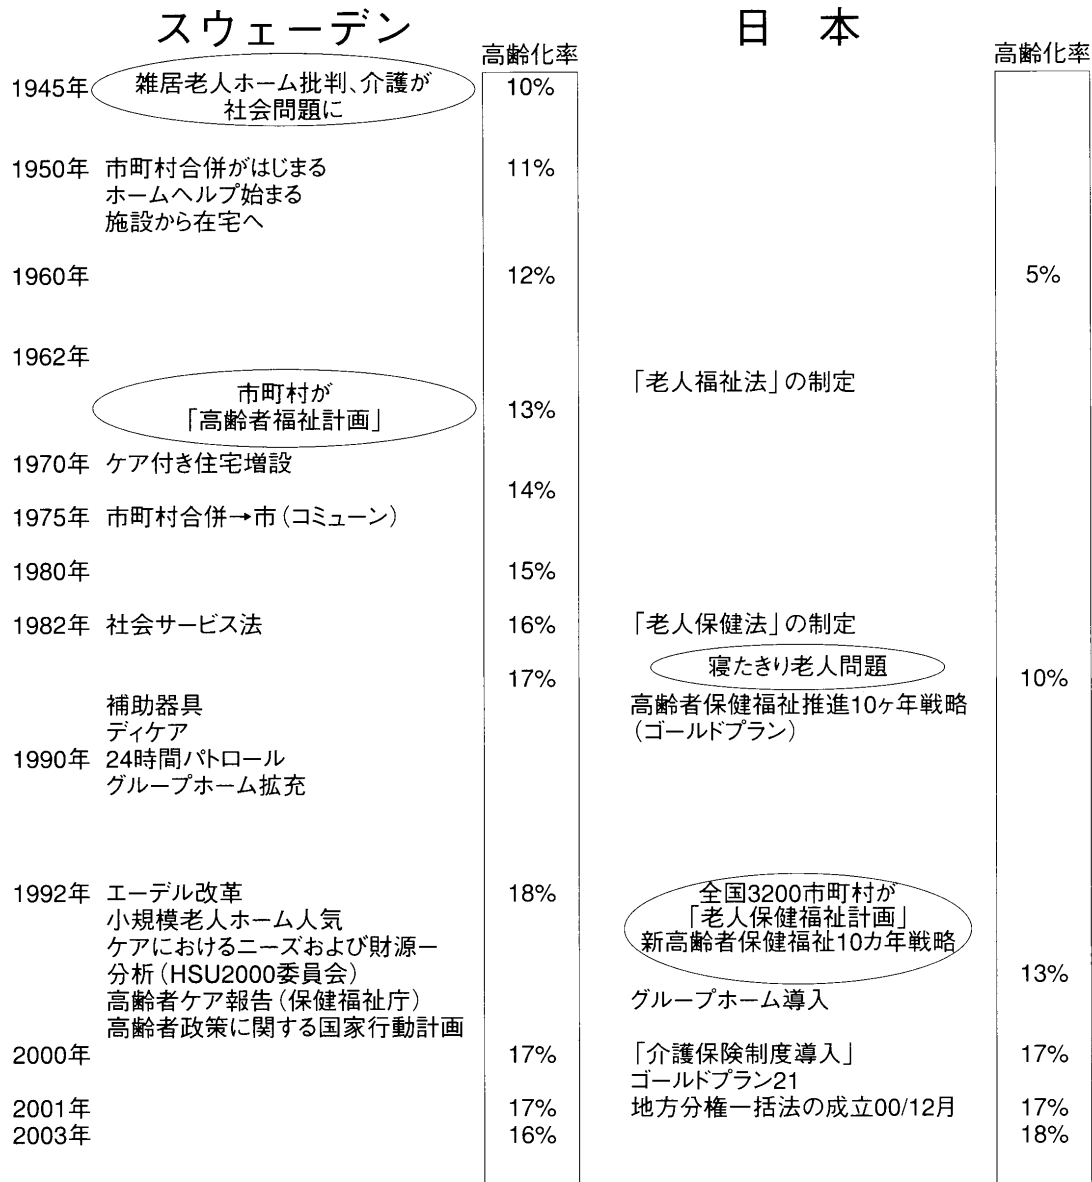 スウェーデン
日本
高齢化率
高齢化率
1945年 雑居老人ホーム批判、介護が 10%
社会問題に
1950年 市町村合併がはじまる 11%
ホームヘルプ始まる
施設から在宅へ
1960年 12% 5%
1962年
「老人福祉法」の制定
市町村が
「高齢者福祉計画」 13%
1970年 ケア付き住宅増設
14%
1975年 市町村合併→市(コミューン)
1980年 15%
1982年 社会サービス法 16% 「老人保健法」の制定
寝たきり老人問題
17% 10%
補助器具 高齢者保健福祉推進10ヶ年戦略
ディケア (ゴールドプラン)
1990年 24時間パトロール
グループホーム拡充
1992年 エーデル改革 18% 全国3200市町村が
小規模老人ホーム人気 「老人保健福祉計画」
ケアにおけるニーズおよび財源ー 新高齢者保健福祉10カ年戦略
分析(HSU2000委員会) 13%
高齢者ケア報告(保健福祉庁) グループホーム導入
高齢者政策に関する国家行動計画
2000年 17% 「介護保険制度導入」 17%
ゴールドプラン21
2001年 17% 地方分権一括法の成立00/12月 17%
2003年 16% 18%